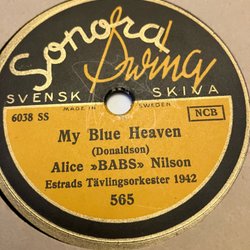 Sonora
Swing
SVENSK SKIVA
MADE IN SWEDEN
6038 SS
NCB
My Blue Heaven
(Donaldson)
Alice »BABS» Nilson
Estrads Tävlingsorkester 1942
565